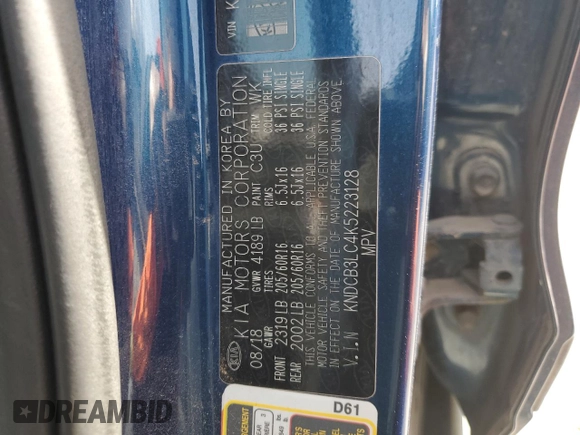 VIN K
KIA
MANUFACTURED IN KOREA BY
KIA MOTORS CORPORATION
08/18 GVWR 4189 LB PAINT C3U TRIM WK
GAWR TIRES RIMS COLD TIRE INFL
FRONT 2319 LB 205/60R16 6.5Jx16 36 PSI SINGLE
REAR 2002 LB 205/60R16 6.5Jx16 36 PSI SINGLE
THIS VEHICLE CONFORMS TO ALL APPLICABLE U.S.A. FEDERAL
MOTOR VEHICLE SAFETY AND THEFT PREVENTION STANDARDS
IN EFFECT ON THE DATE OF MANUFACTURE SHOWN ABOVE.
V.I.N KNDCB3LC4K5223128
MPV
D61
DREAMBID